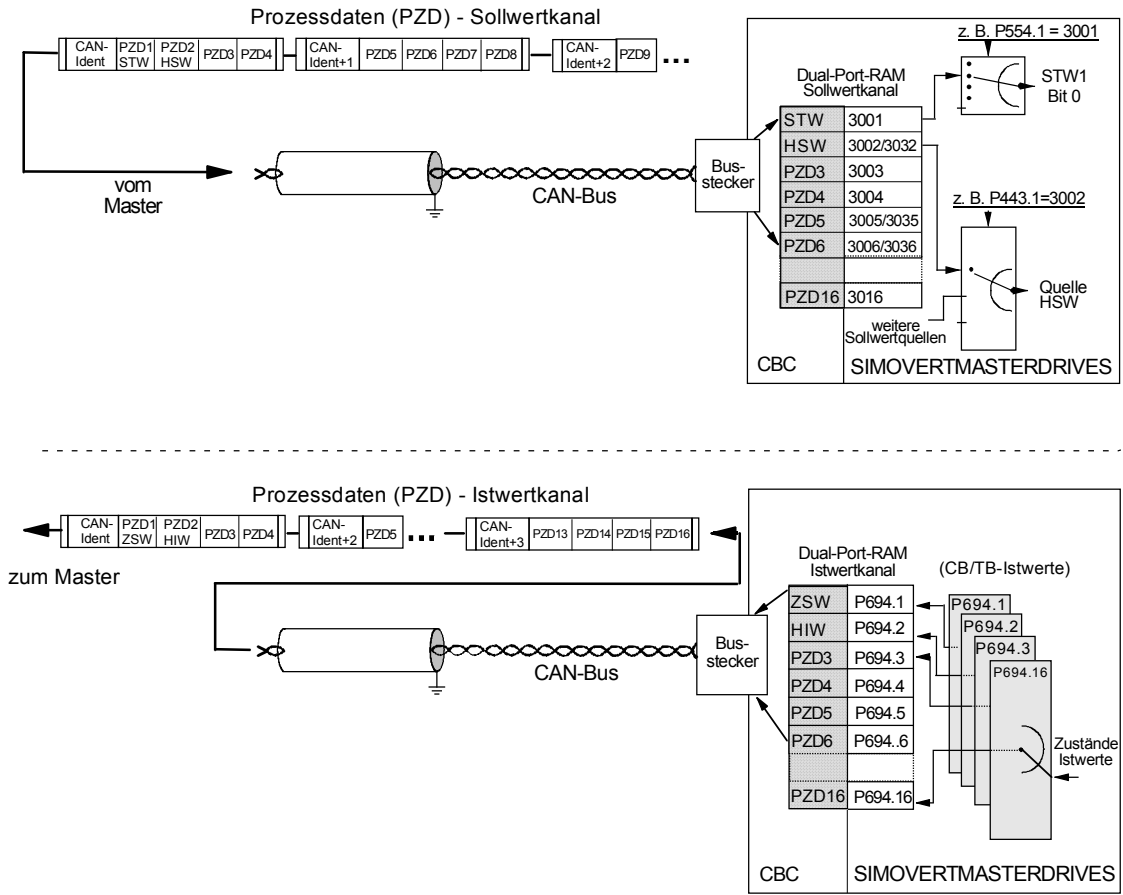 Prozessdaten (PZD) - Sollwertkanal
CAN-Ident PZD1 STW PZD2 HSW PZD3 PZD4 CAN-Ident+1 PZD5 PZD6 PZD7 PZD8 CAN-Ident+2 PZD9 ...
vom Master
CAN-Bus
Bus-stecker
Dual-Port-RAM
Sollwertkanal
STW 3001
HSW 3002/3032
PZD3 3003
PZD4 3004
PZD5 3005/3035
PZD6 3006/3036
PZD16 3016
z. B. P554.1 = 3001
STW1
Bit 0
z. B. P443.1=3002
Quelle
HSW
weitere
Sollwertquellen
CBC SIMOVERTMASTERDRIVES
Prozessdaten (PZD) - Istwertkanal
CAN-Ident PZD1 ZSW PZD2 HIW PZD3 PZD4 CAN-Ident+2 PZD5 ... CAN-Ident+3 PZD13 PZD14 PZD15 PZD16
zum Master
CAN-Bus
Bus-stecker
Dual-Port-RAM
Istwertkanal
ZSW P694.1
HIW P694.2
PZD3 P694.3
PZD4 P694.4
PZD5 P694.5
PZD6 P694..6
PZD16 P694.16
(CB/TB-Istwerte)
P694.1
P694.2
P694.3
P694.16
Zustände
Istwerte
CBC SIMOVERTMASTERDRIVES